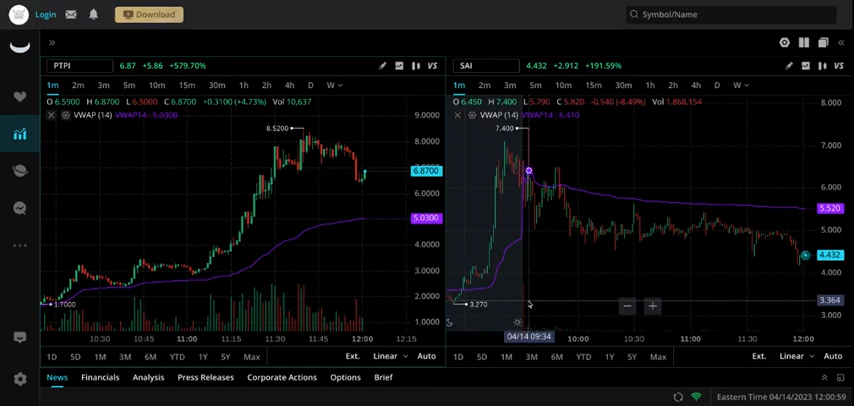 Login Download Symbol/Name
PTPI 6.87 +5.86 +579.70% VS
SAI 4.432 +2.912 +191.59% VS
1m 2m 3m 5m 10m 15m 30m 1h 2h 4h D W
1m 2m 3m 5m 10m 15m 30m 1h 2h 4h D W
O 6.5900 H 6.8700 L 6.5000 C 6.8700 +0.3100 (+4.73%) Vol 10,637
O 6.450 H 7.400 L 5.790 C 5.820 -0.540 (-8.49%) Vol 1,868,154
VWAP (14) VWAP14 : 5.0300
VWAP (14) VWAP14 : 6.410
8.5200
9.0000
8.0000
6.8700
6.0000
5.0300
4.0000
3.0000
2.0000
1.0000
1.7000
10:30 10:45 11:00 11:15 11:30 11:45 12:00 12:15
7.400
8.000
7.000
6.000
5.520
5.000
4.432
4.000
3.364
3.000
3.270
04/14 09:34 10:00 10:30 11:00 11:30 12:00
1D 5D 1M 3M 6M YTD 1Y 5Y Max Ext. Linear Auto
1D 5D 1M 3M 6M YTD 1Y 5Y Max Ext. Linear Auto
News Financials Analysis Press Releases Corporate Actions Options Brief
Eastern Time 04/14/2023 12:00:59